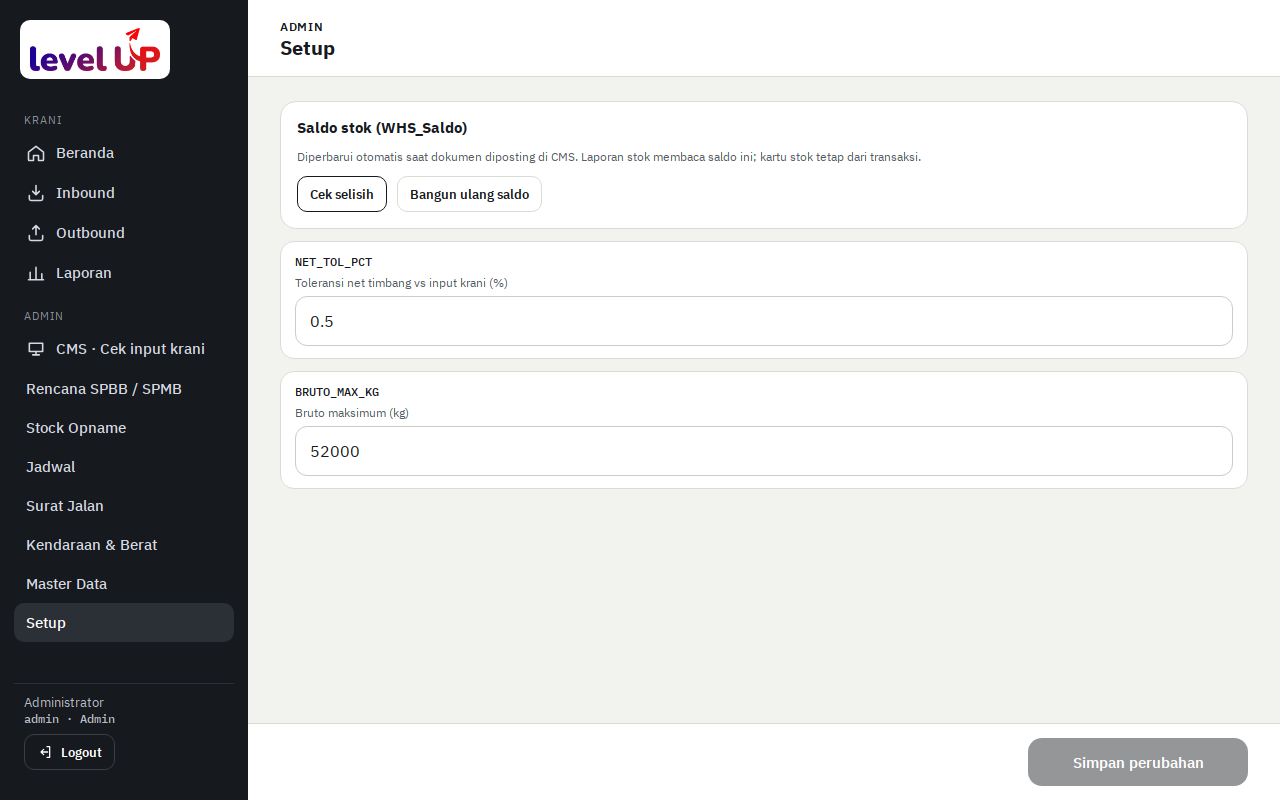 level UP
KRANI
Beranda
Inbound
Outbound
Laporan
ADMIN
CMS · Cek input krani
Rencana SPBB / SPMB
Stock Opname
Jadwal
Surat Jalan
Kendaraan & Berat
Master Data
Setup
Administrator
admin · Admin
Logout
ADMIN
Setup
Saldo stok (WHS_Saldo)
Diperbarui otomatis saat dokumen diposting di CMS. Laporan stok membaca saldo ini; kartu stok tetap dari transaksi.
Cek selisih
Bangun ulang saldo
NET_TOL_PCT
Toleransi net timbang vs input krani (%)
0.5
BRUTO_MAX_KG
Bruto maksimum (kg)
52000
Simpan perubahan